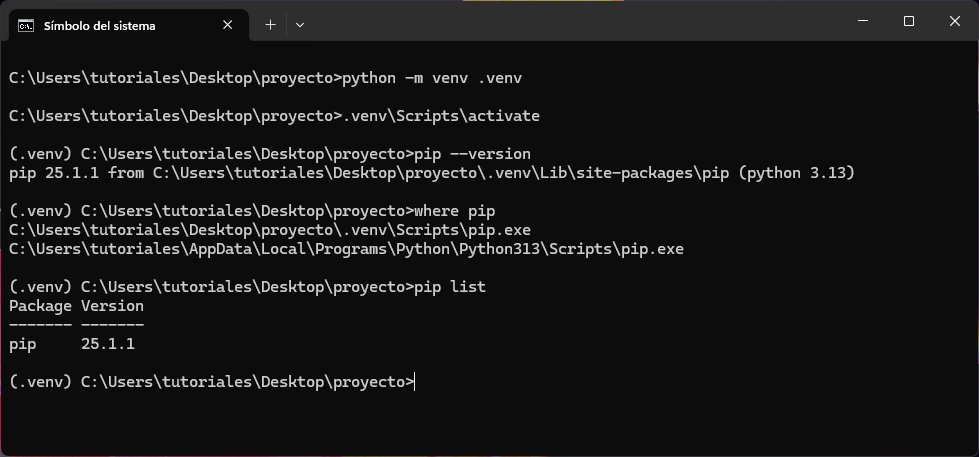 Símbolo del sistema
C:\Users\tutoriales\Desktop\proyecto>python -m venv .venv
C:\Users\tutoriales\Desktop\proyecto>.venv\Scripts\activate
(.venv) C:\Users\tutoriales\Desktop\proyecto>pip --version
pip 25.1.1 from C:\Users\tutoriales\Desktop\proyecto\.venv\Lib\site-packages\pip (python 3.13)
(.venv) C:\Users\tutoriales\Desktop\proyecto>where pip
C:\Users\Desktop\proyecto\.venv\Scripts\pip.exe
C:\Users\tutoriales\AppData\Local\Programs\Python\Python313\Scripts\pip.exe
(.venv) C:\Users\tutoriales\Desktop\proyecto>pip list
Package Version
------- -------
pip     25.1.1
(.venv) C:\Users\tutoriales\Desktop\proyecto>